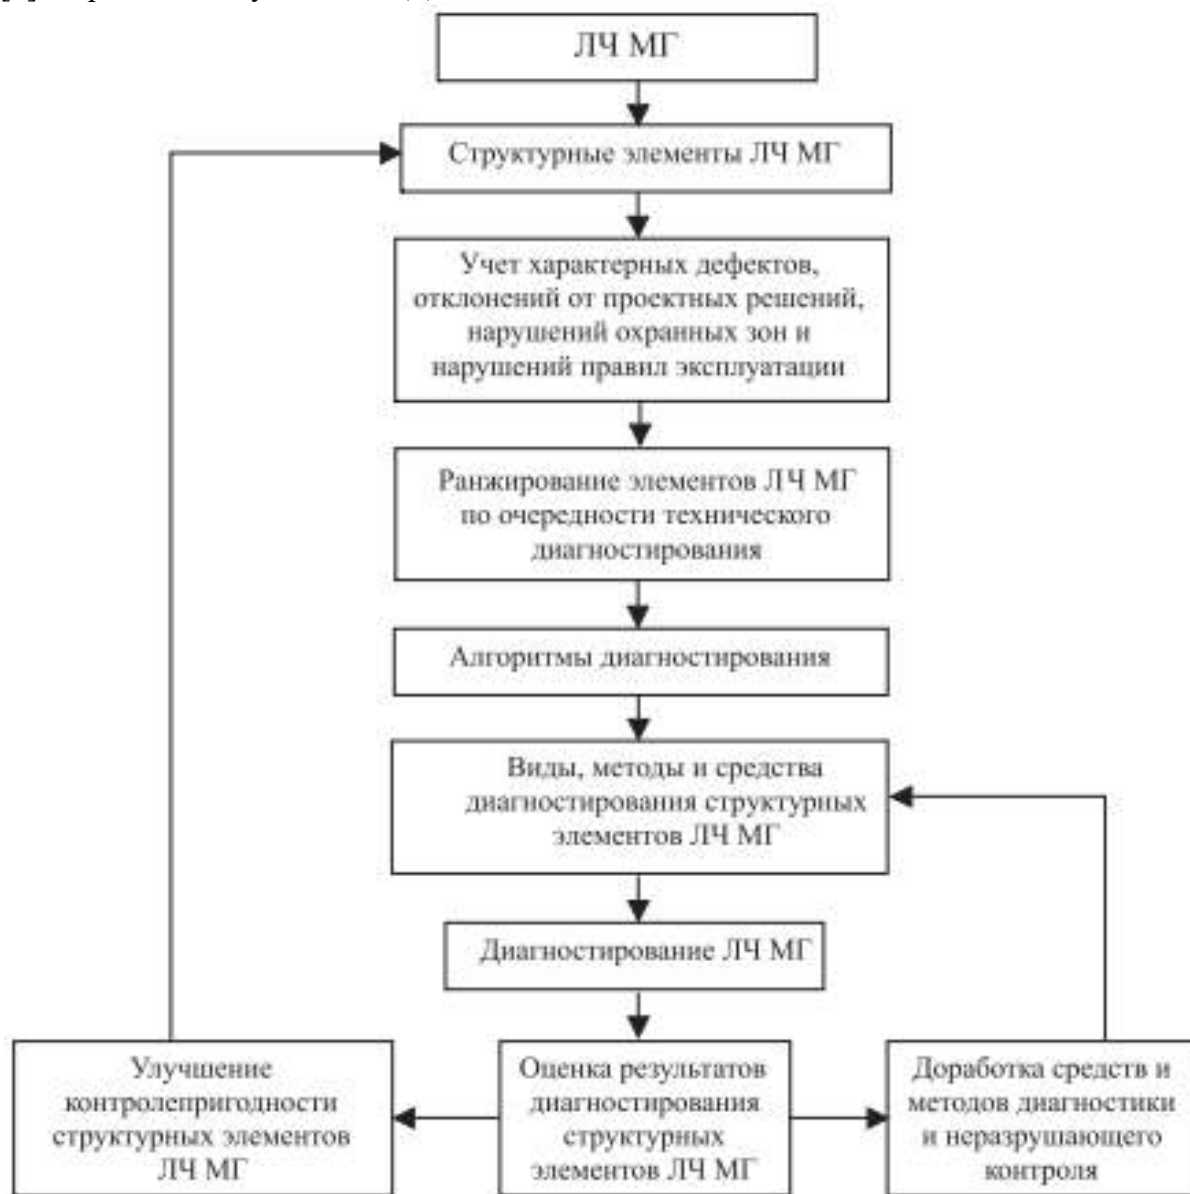 ЛЧ МГ
Структурные элементы ЛЧ МГ
Учет характерных дефектов,
отклонений от проектных решений,
нарушений охранных зон и
нарушений правил эксплуатации
Ранжирование элементов ЛЧ МГ
по очередности технического
диагностирования
Алгоритмы диагностирования
Виды, методы и средства
диагностирования структурных
элементов ЛЧ МГ
Диагностирование ЛЧ МГ
Улучшение
контролепригодности
структурных элементов
ЛЧ МГ
Оценка результатов
диагностирования
структурных
элементов ЛЧ МГ
Доработка средств и
методов диагностики
и неразрушающего
контроля